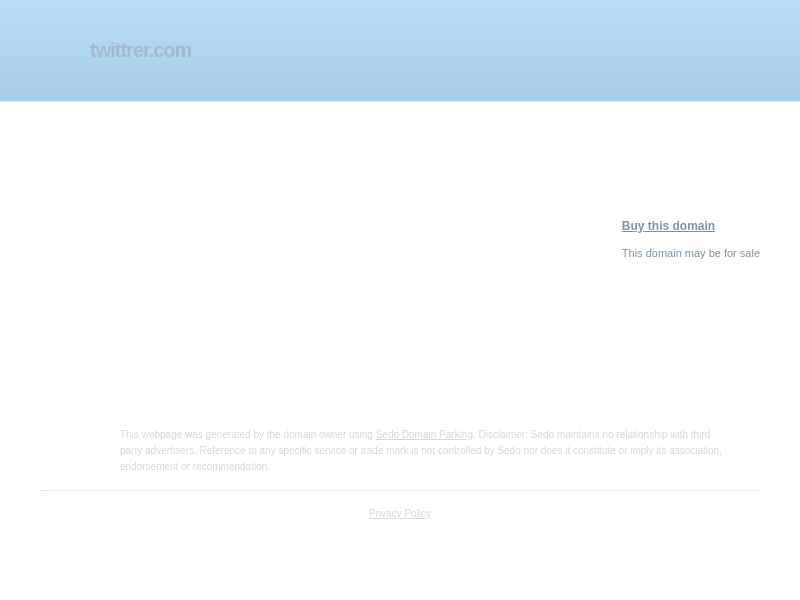 twittrer.com
Buy this domain
This domain may be for sale
This webpage was generated by the domain owner using Sedo Domain Parking. Disclaimer: Sedo maintains no relationship with third
party advertisers. Reference to any specific service or trade mark is not controlled by Sedo nor does it constitute or imply its association,
endorsement or recommendation.
Privacy Policy